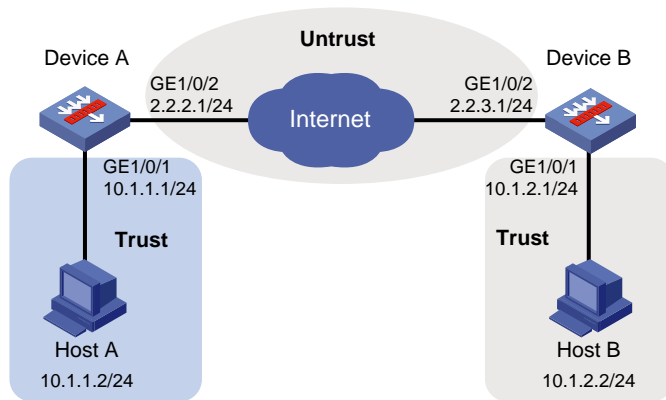 Untrust
Device A
Device B
GE1/0/2
2.2.2.1/24
GE1/0/2
2.2.3.1/24
Internet
GE1/0/1
10.1.1.1/24
GE1/0/1
10.1.2.1/24
Trust
Trust
Host A
Host B
10.1.1.2/24
10.1.2.2/24